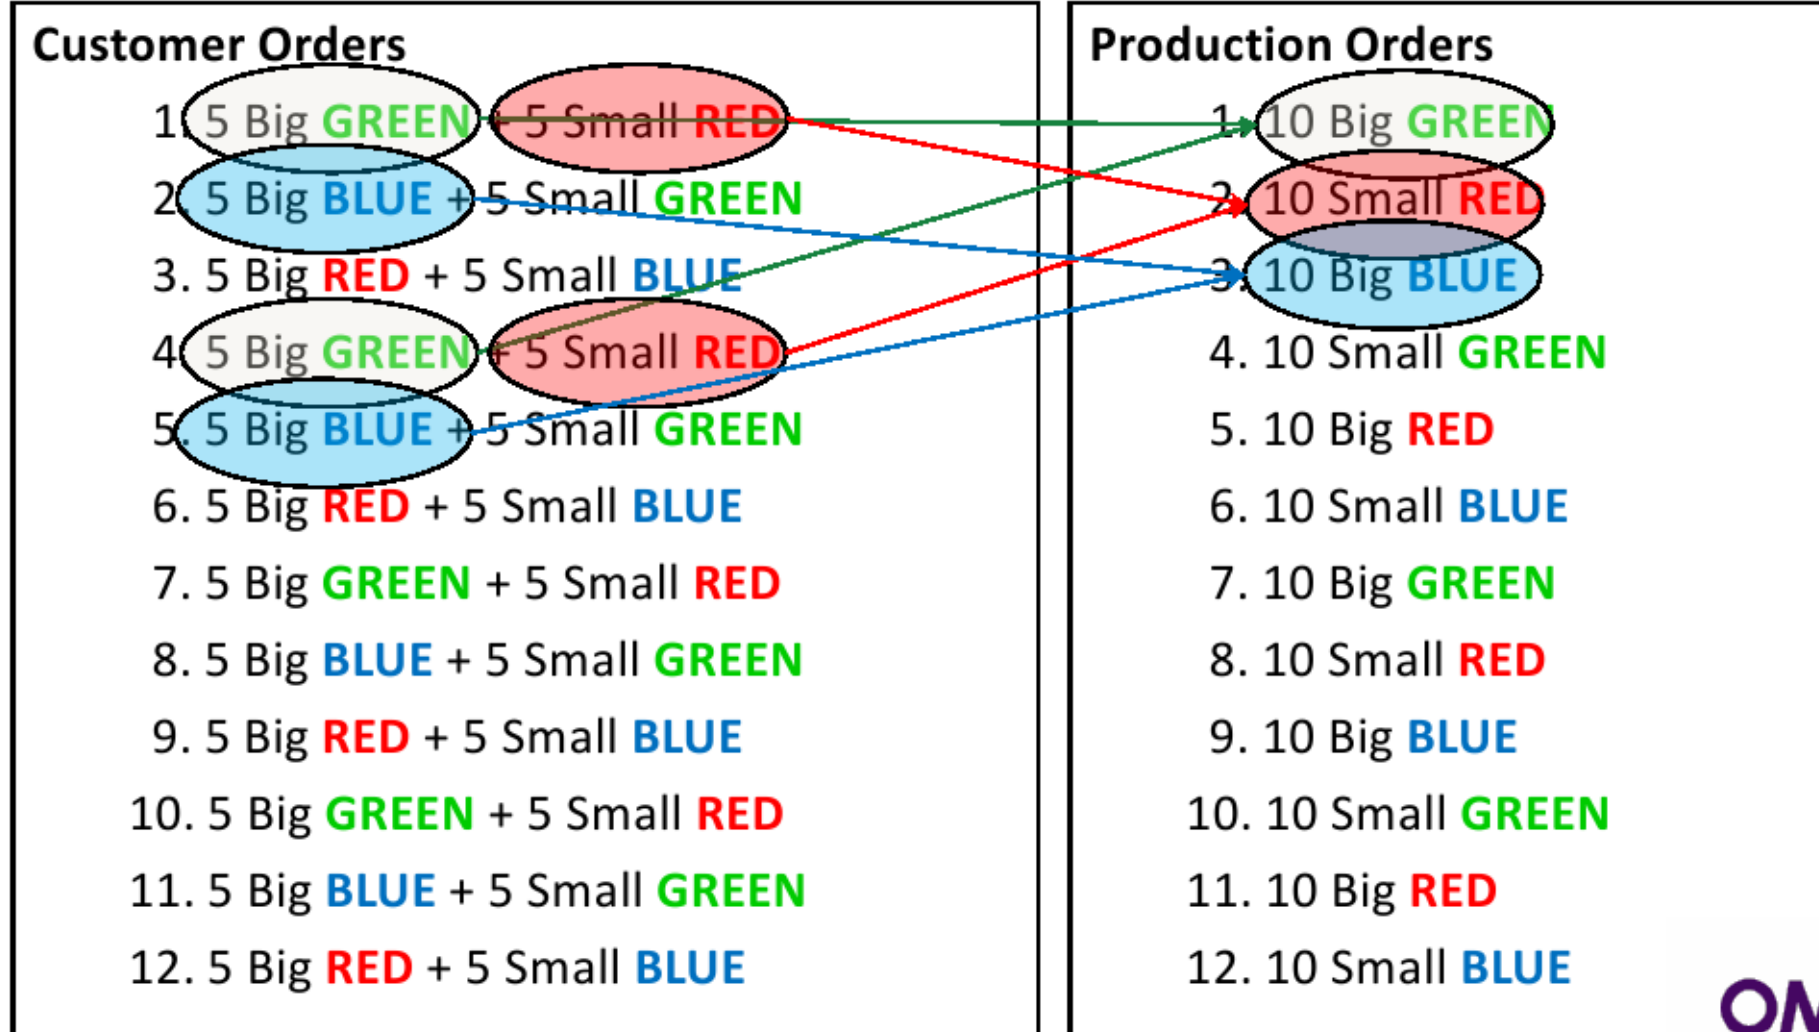 Customer Orders
1. 5 Big GREEN + 5 Small RED
2. 5 Big BLUE + 5 Small GREEN
3. 5 Big RED + 5 Small BLUE
4. 5 Big GREEN + 5 Small RED
5. 5 Big BLUE + 5 Small GREEN
6. 5 Big RED + 5 Small BLUE
7. 5 Big GREEN + 5 Small RED
8. 5 Big BLUE + 5 Small GREEN
9. 5 Big RED + 5 Small BLUE
10. 5 Big GREEN + 5 Small RED
11. 5 Big BLUE + 5 Small GREEN
12. 5 Big RED + 5 Small BLUE
Production Orders
1. 10 Big GREEN
2. 10 Small RED
3. 10 Big BLUE
4. 10 Small GREEN
5. 10 Big RED
6. 10 Small BLUE
7. 10 Big GREEN
8. 10 Small RED
9. 10 Big BLUE
10. 10 Small GREEN
11. 10 Big RED
12. 10 Small BLUE